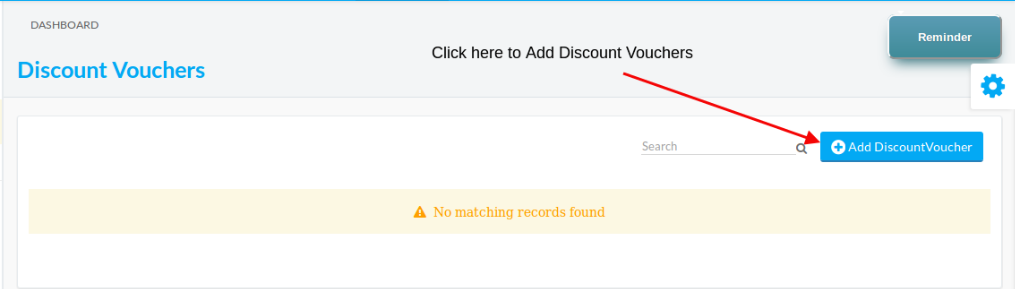 DASHBOARD
Reminder
Click here to Add Discount Vouchers
Discount Vouchers
Search
Add DiscountVoucher
No matching records found